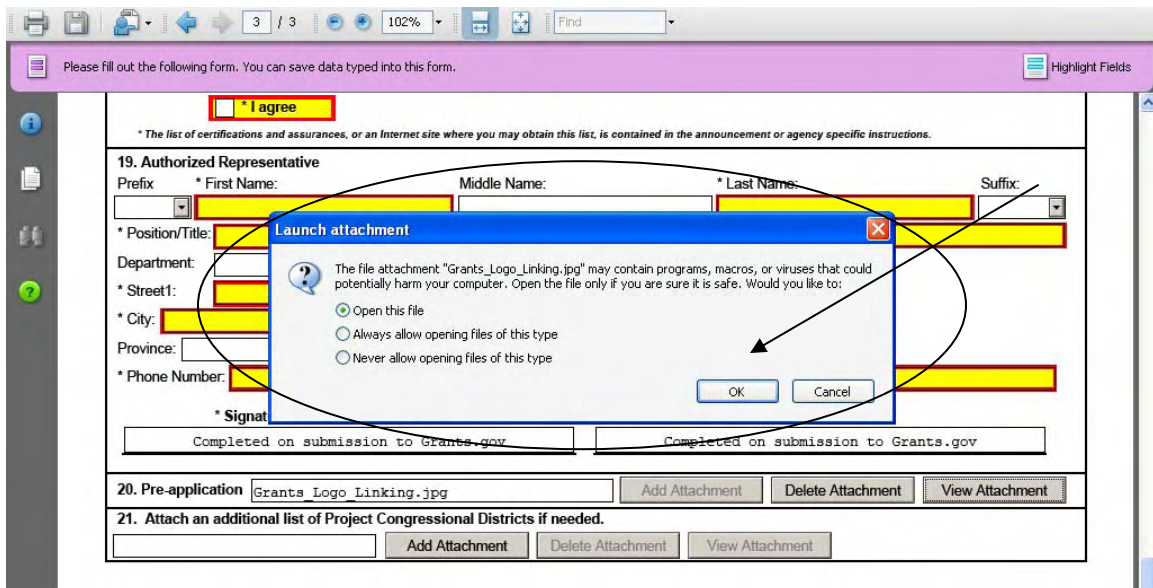 3 / 3 102% Find
Please fill out the following form. You can save data typed into this form. Highlight Fields
* I agree
* The list of certifications and assurances, or an Internet site where you may obtain this list, is contained in the announcement or agency specific instructions.
19. Authorized Representative
Prefix * First Name: Middle Name: * Last Name: Suffix:
* Position/Title:
Launch attachment
Department:
The file attachment "Grants_Logo_Linking.jpg" may contain programs, macros, or viruses that could
potentially harm your computer. Open the file only if you are sure it is safe. Would you like to:
* Street1:
Open this file
* City:
Always allow opening files of this type
Province:
Never allow opening files of this type
* Phone Number:
OK Cancel
* Signat
Completed on submission to Grants.gov Completed on submission to Grants.gov
20. Pre-application Grants_Logo_Linking.jpg Add Attachment Delete Attachment View Attachment
21. Attach an additional list of Project Congressional Districts if needed.
Add Attachment Delete Attachment View Attachment